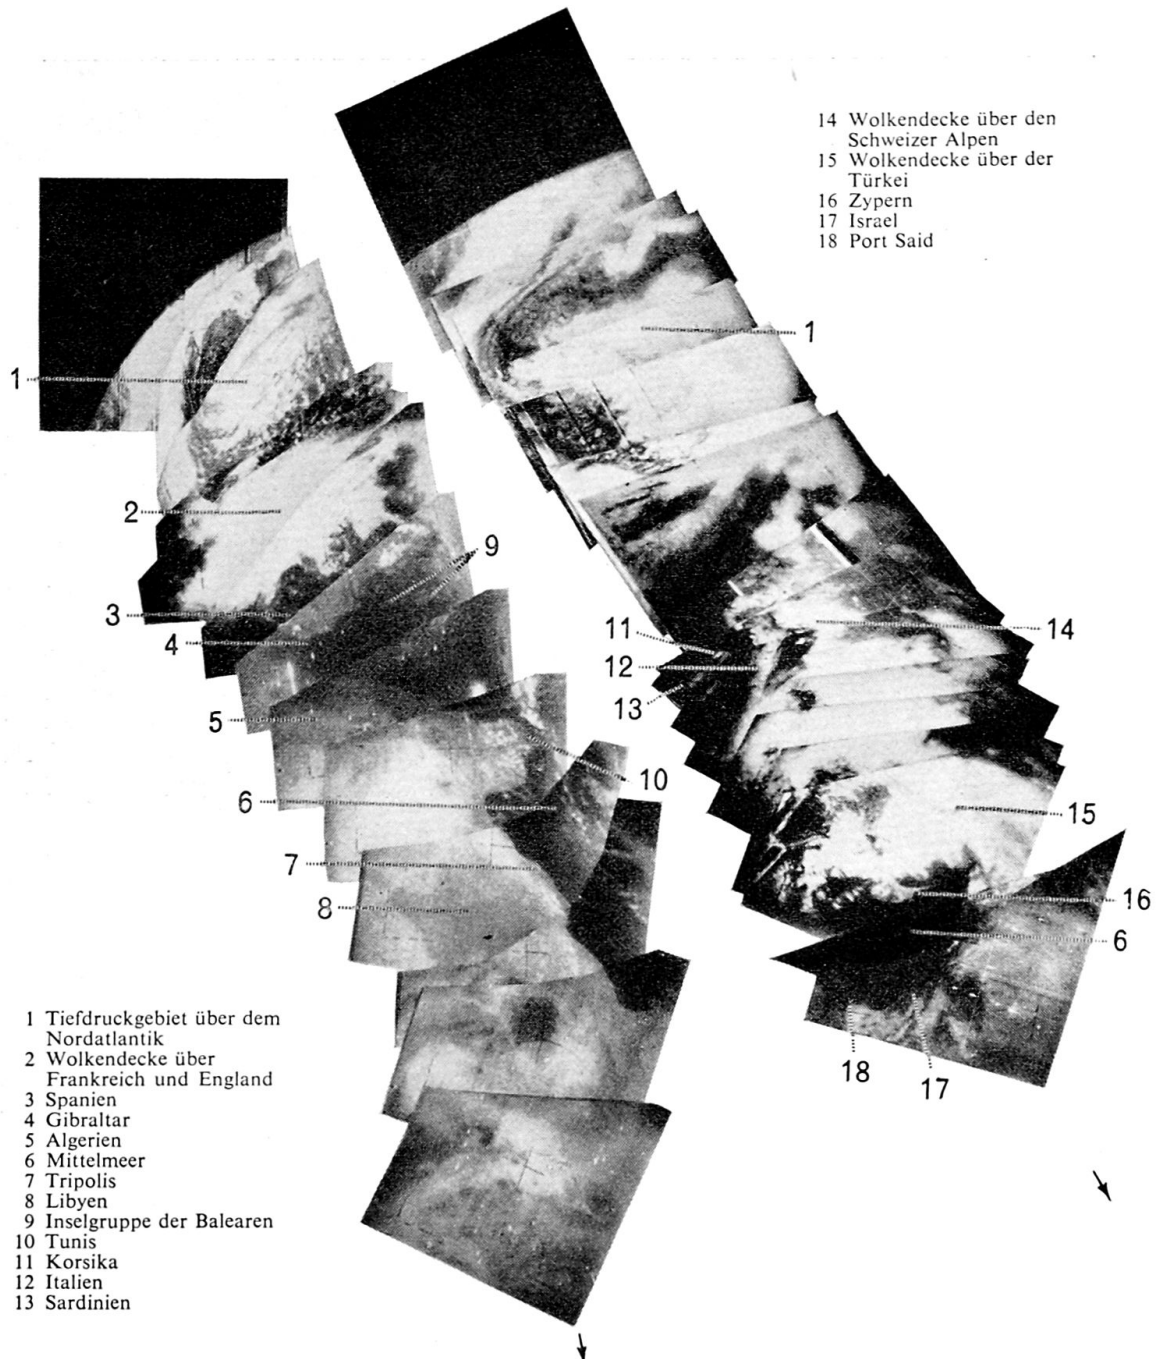 14 Wolkendecke über den
Schweizer Alpen
15 Wolkendecke über der
Türkei
16 Zypern
17 Israel
18 Port Said
1
1
2
9
3
4
11
14
12
13
5
10
6
15
7
8
16
6
18
17
1 Tiefdruckgebiet über dem
Nordatlantik
2 Wolkendecke über
Frankreich und England
3 Spanien
4 Gibraltar
5 Algerien
6 Mittelmeer
7 Tripolis
8 Libyen
9 Inselgruppe der Balearen
10 Tunis
11 Korsika
12 Italien
13 Sardinien